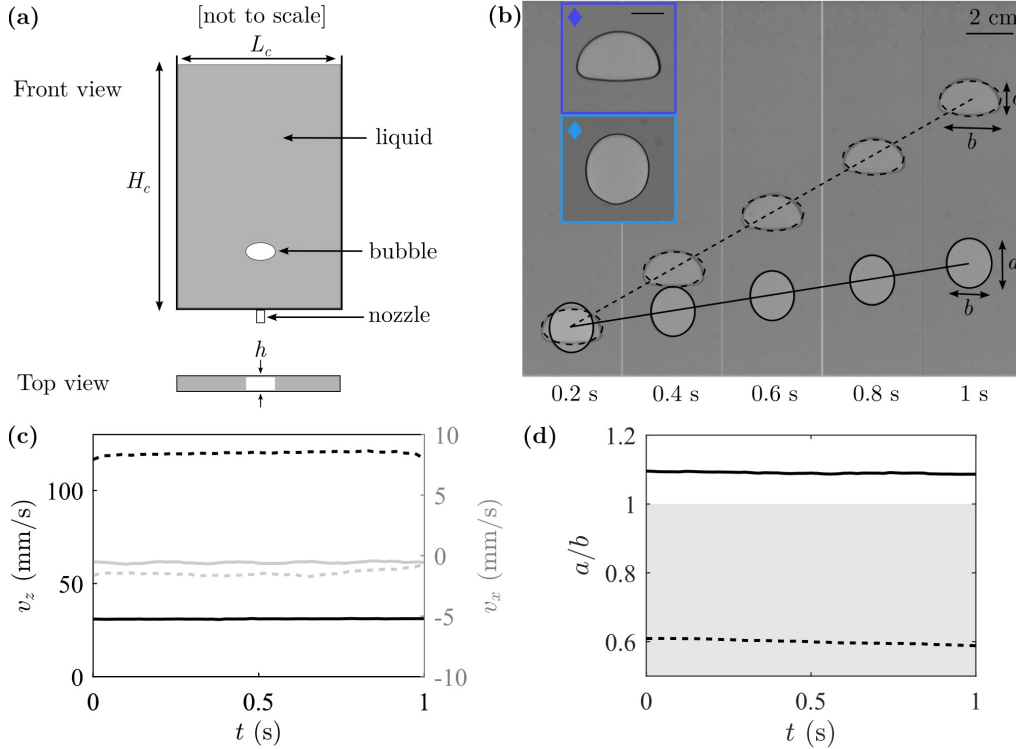 (a)
[not to scale]
L_c
Front view
liquid
H_c
bubble
nozzle
h
Top view
(b)
2 cm
b
a
b
0.2 s 0.4 s 0.6 s 0.8 s 1 s
(c)
10
100
5
v_z (mm/s)
0
v_x (mm/s)
50
-5
0
-10
0 0.5 1
t (s)
(d)
1.2
1
a/b
0.8
0.6
0 0.5 1
t (s)